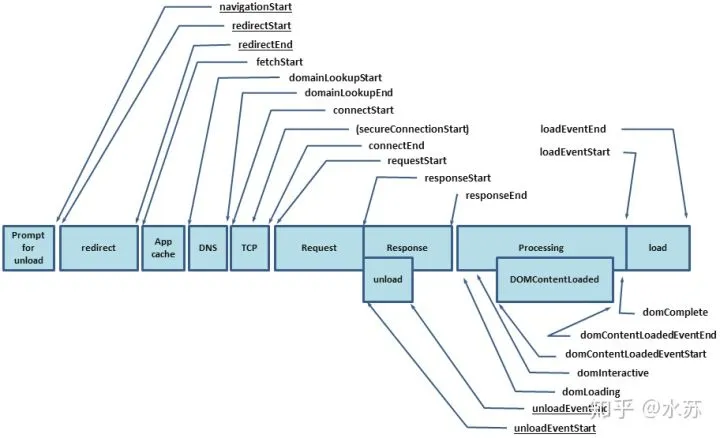 navigationStart
redirectStart
redirectEnd
fetchStart
domainLookupStart
domainLookupEnd
connectStart
(secureConnectionStart)
connectEnd
requestStart
responseStart
responseEnd
loadEventEnd
loadEventStart
Prompt
for
unload
redirect
App
cache
DNS
TCP
Request
Response
unload
Processing
DOMContentLoaded
load
domComplete
domContentLoadedEventEnd
domContentLoadedEventStart
domInteractive
domLoading
unloadEventStart
知乎 @水苏